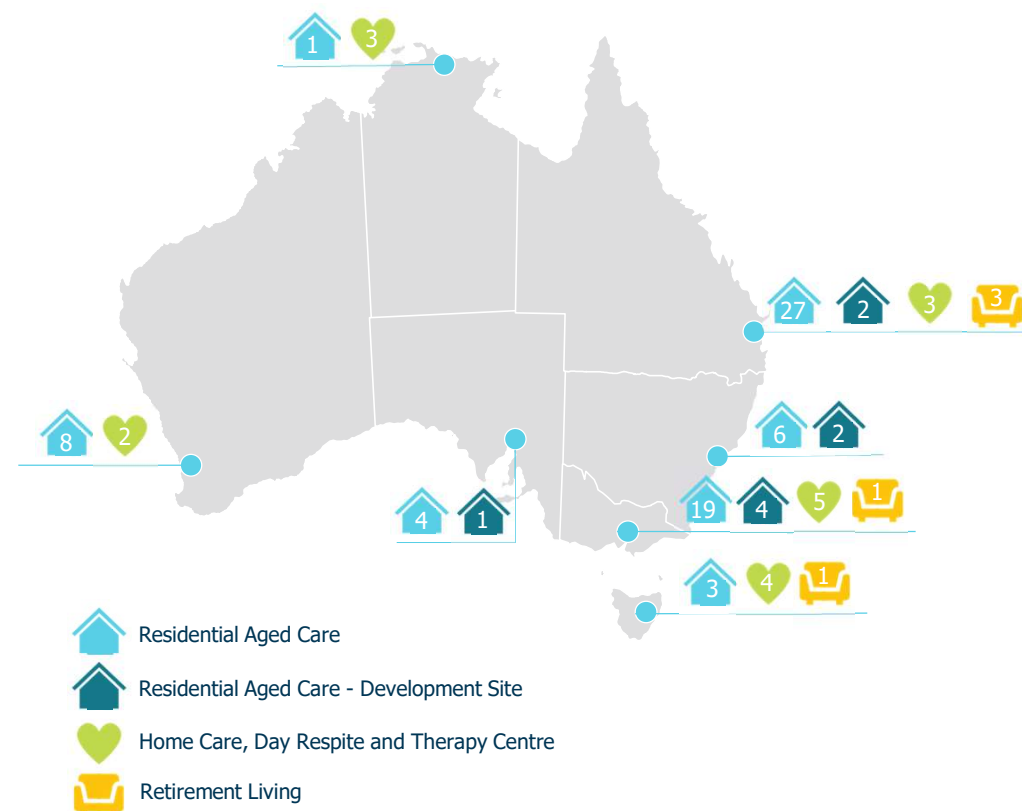 1 3
27 2 3 3
8 2
6 2
4 1
19 4 5 1
3 4 1
Residential Aged Care
Residential Aged Care - Development Site
Home Care, Day Respite and Therapy Centre
Retirement Living